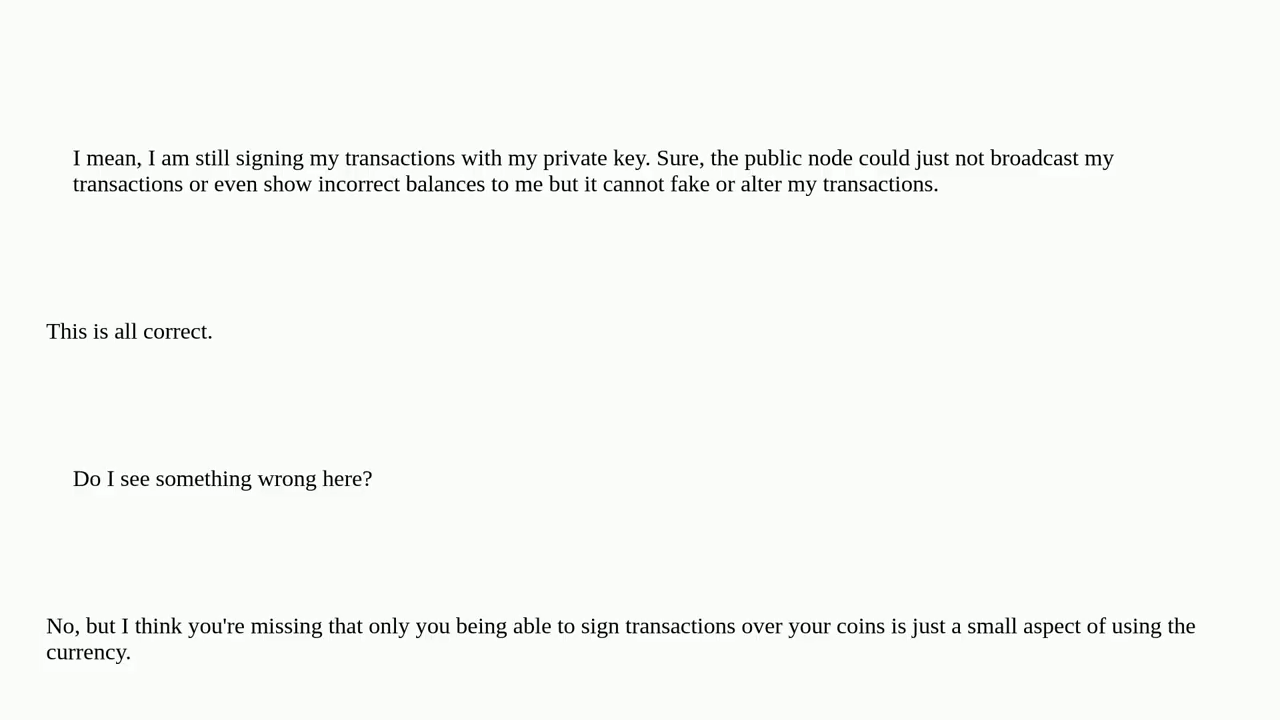 I mean, I am still signing my transactions with my private key. Sure, the public node could just not broadcast my
transactions or even show incorrect balances to me but it cannot fake or alter my transactions.
This is all correct.
Do I see something wrong here?
No, but I think you're missing that only you being able to sign transactions over your coins is just a small aspect of using the
currency.